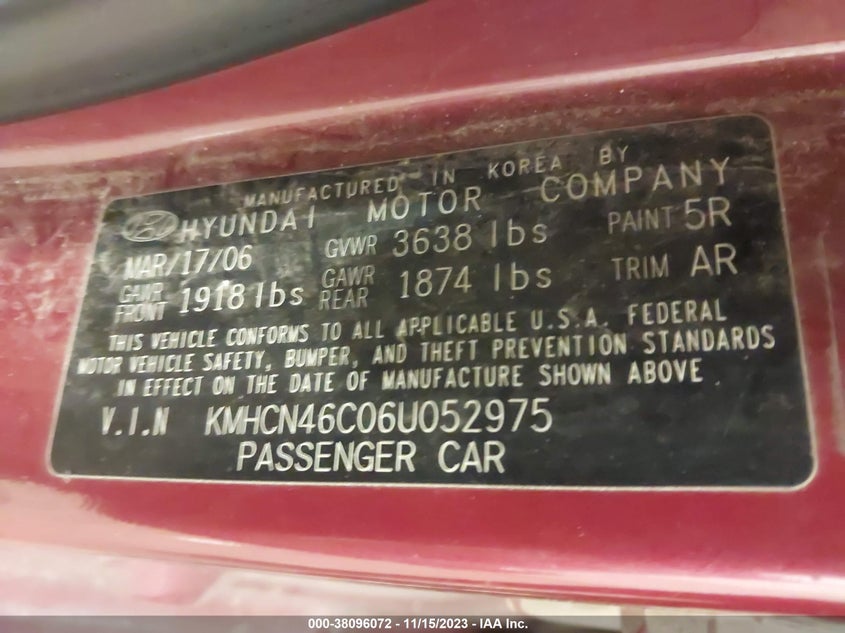 MANUFACTURED IN KOREA BY
HYUNDAI MOTOR COMPANY
MAR/17/06 GVWR 3638 lbs PAINT 5R
GAWR FRONT 1918 lbs GAWR REAR 1874 lbs TRIM AR
THIS VEHICLE CONFORMS TO ALL APPLICABLE U.S.A. FEDERAL
MOTOR VEHICLE SAFETY, BUMPER, AND THEFT PREVENTION STANDARDS
IN EFFECT ON THE DATE OF MANUFACTURE SHOWN ABOVE
V.I.N KMHCN46C06U052975
PASSENGER CAR
000-38096072 - 11/15/2023 - IAA Inc.